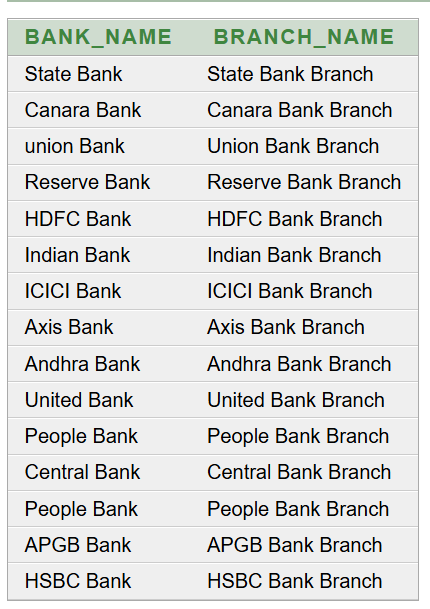 BANK_NAME BRANCH_NAME
State Bank State Bank Branch
Canara Bank Canara Bank Branch
union Bank Union Bank Branch
Reserve Bank Reserve Bank Branch
HDFC Bank HDFC Bank Branch
Indian Bank Indian Bank Branch
ICICI Bank ICICI Bank Branch
Axis Bank Axis Bank Branch
Andhra Bank Andhra Bank Branch
United Bank United Bank Branch
People Bank People Bank Branch
Central Bank Central Bank Branch
People Bank People Bank Branch
APGB Bank APGB Bank Branch
HSBC Bank HSBC Bank Branch